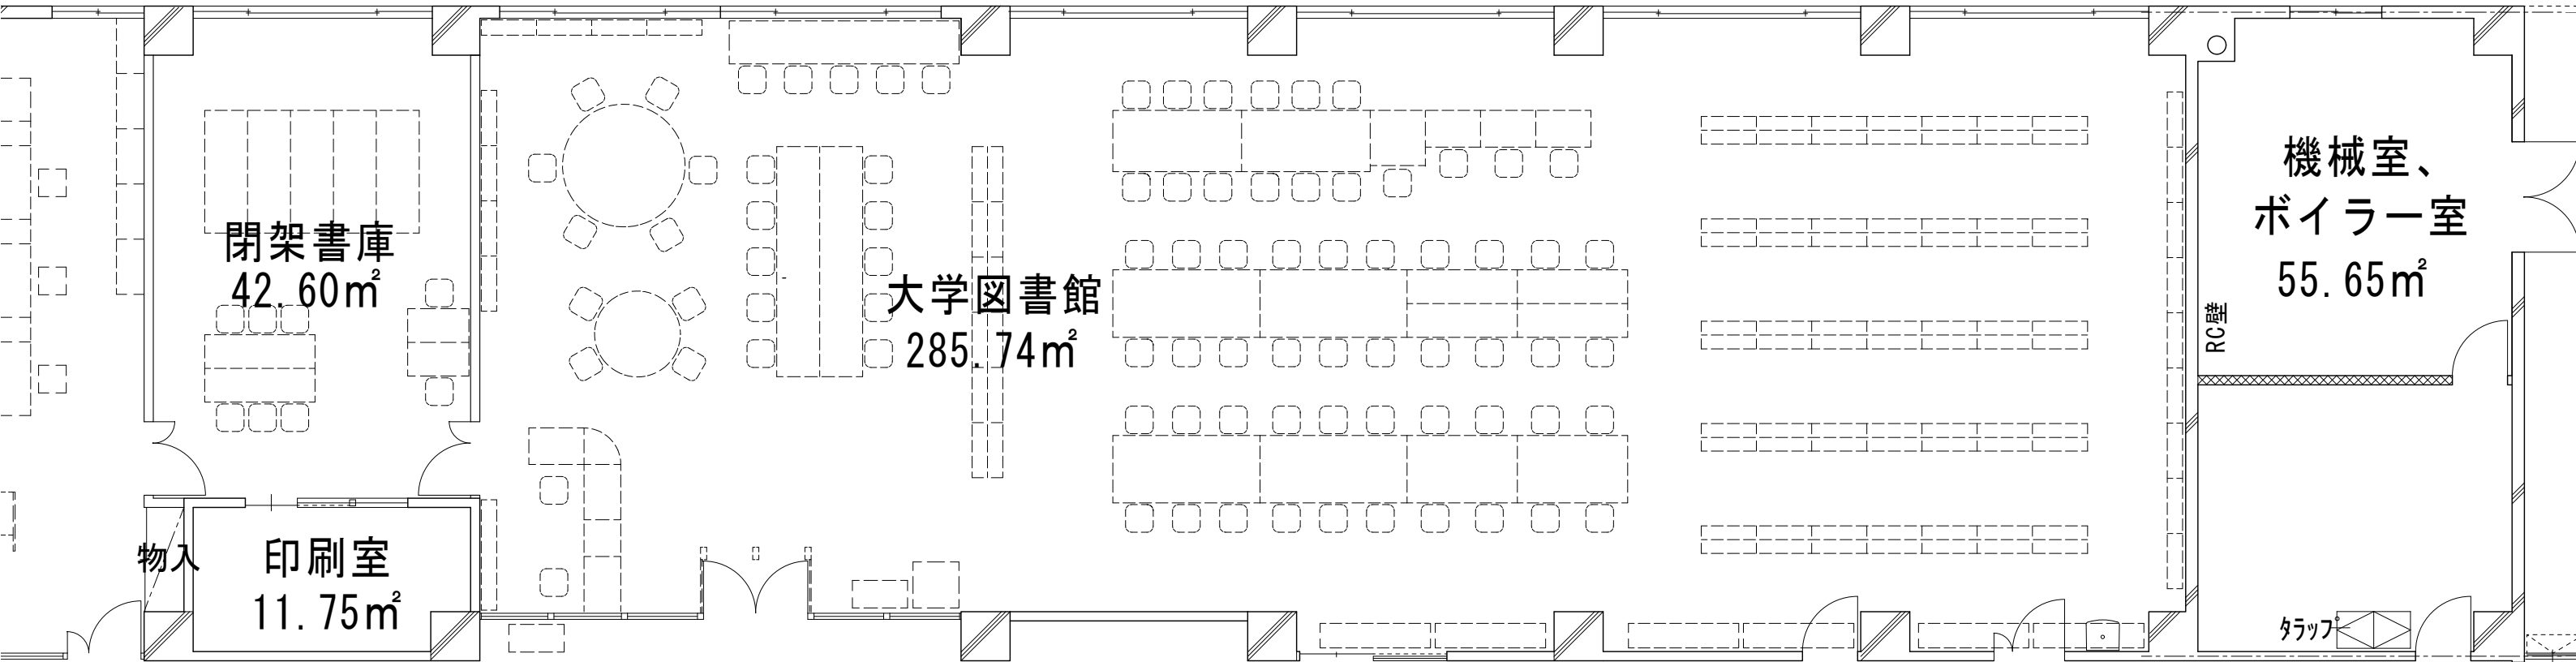 閉架書庫
42.60㎡
物入
印刷室
11.75㎡
大学図書館
285.74㎡
機械室、
ボイラー室
55.65㎡
RC壁
タラップ